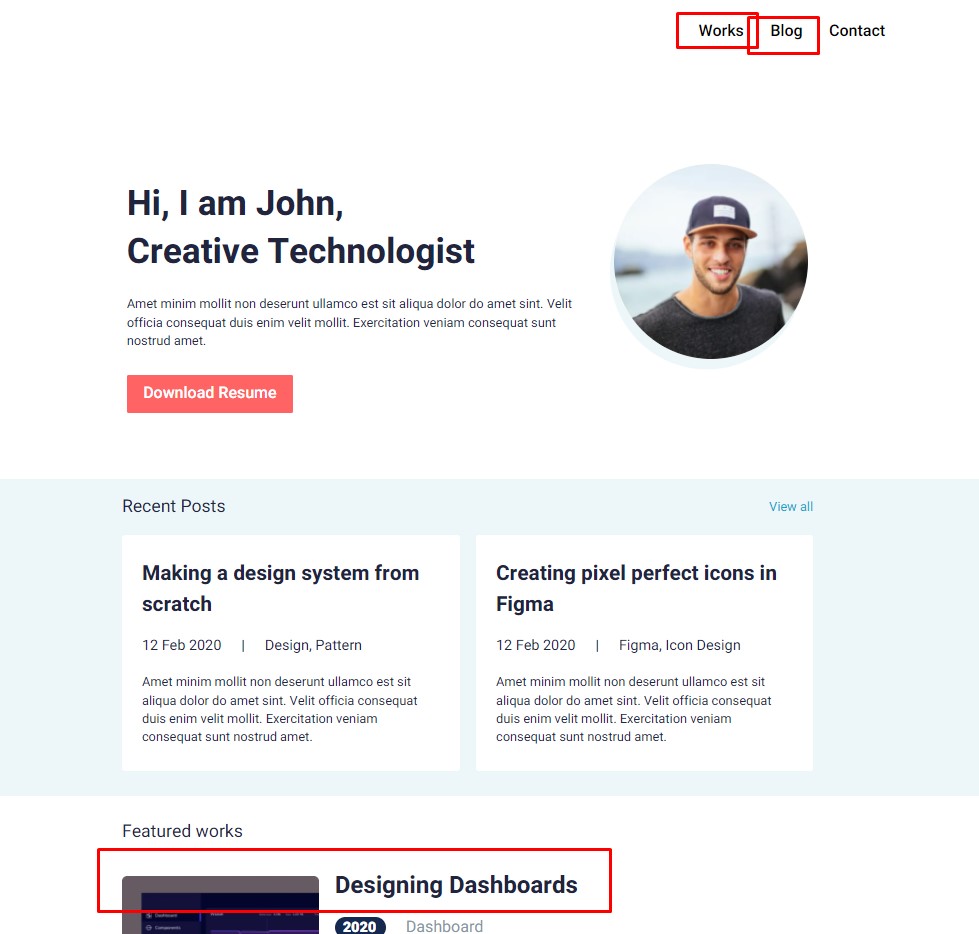 Works Blog Contact
Hi, I am John,
Creative Technologist
Amet minim mollit non deserunt ullamco est sit aliqua dolor do amet sint. Velit
officia consequat duis enim velit mollit. Exercitation veniam consequat sunt
nostrud amet.
Download Resume
Recent Posts
View all
Making a design system from
scratch
12 Feb 2020 | Design, Pattern
Amet minim mollit non deserunt ullamco est sit
aliqua dolor do amet sint. Velit officia consequat
duis enim velit mollit. Exercitation veniam
consequat sunt nostrud amet.
Creating pixel perfect icons in
Figma
12 Feb 2020 | Figma, Icon Design
Amet minim mollit non deserunt ullamco est sit
aliqua dolor do amet sint. Velit officia consequat
duis enim velit mollit. Exercitation veniam
consequat sunt nostrud amet.
Featured works
Dashboard
Components
Designing Dashboards
2020 Dashboard